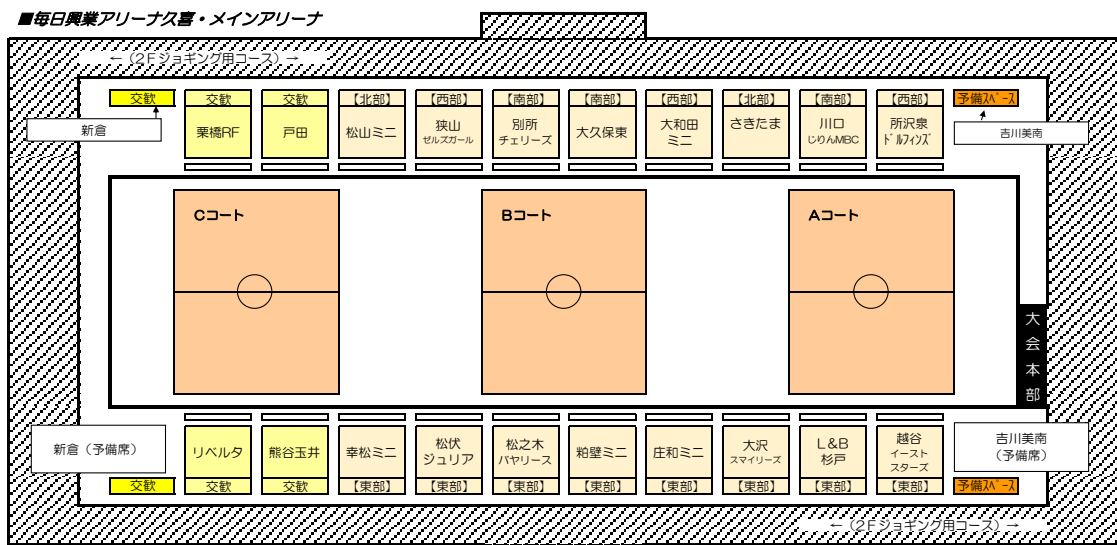 ■毎日興業アリーナ久喜・メインアリーナ
← (2Fジョギング用コース) →
交歓 交歓 交歓 【北部】 【西部】 【南部】 【南部】 【西部】 【北部】 【南部】 【西部】 予備スペース
新倉
栗橋RF
戸田
松山ミニ
狭山
ゼルズガール
別所
チェリーズ
大久保東
大和田
ミニ
さきたま
川口
じりんMBC
所沢泉
ドルフィンズ
吉川美南
Cコート Bコート Aコート
大会本部
新倉(予備席)
リベルタ
熊谷玉井
幸松ミニ
松伏
ジュリア
松之木
バヤリース
粕壁ミニ
庄和ミニ
大沢
スマイリーズ
L&B
杉戸
越谷
イースト
スターズ
吉川美南
(予備席)
交歓 交歓 交歓 【東部】 【東部】 【東部】 【東部】 【東部】 【東部】 【東部】 【東部】 予備スペース
← (2Fジョギング用コース) →